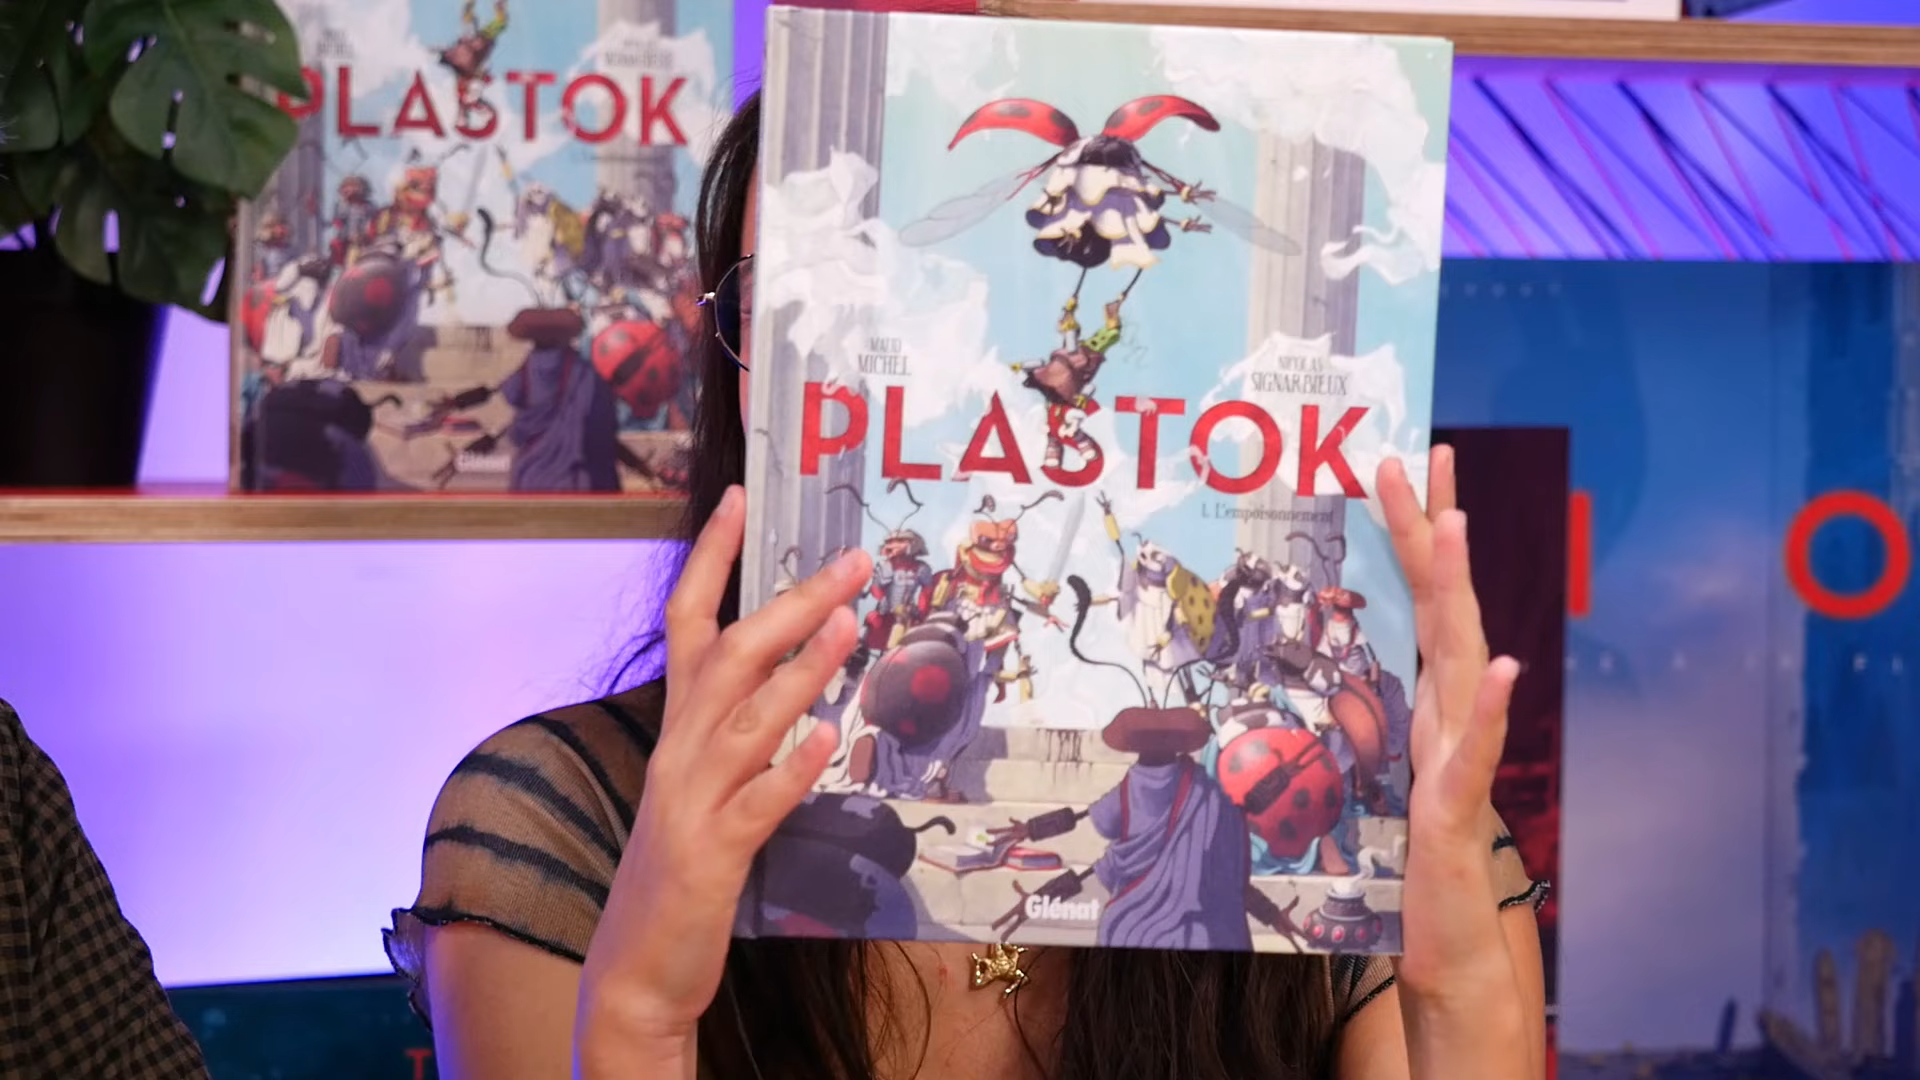 PLASTOK
MAUD
MICHEL
NICOLAS
SIGNARBIEUX
PLASTOK
1. L'empoisonnement
Glénat
Glénat
O